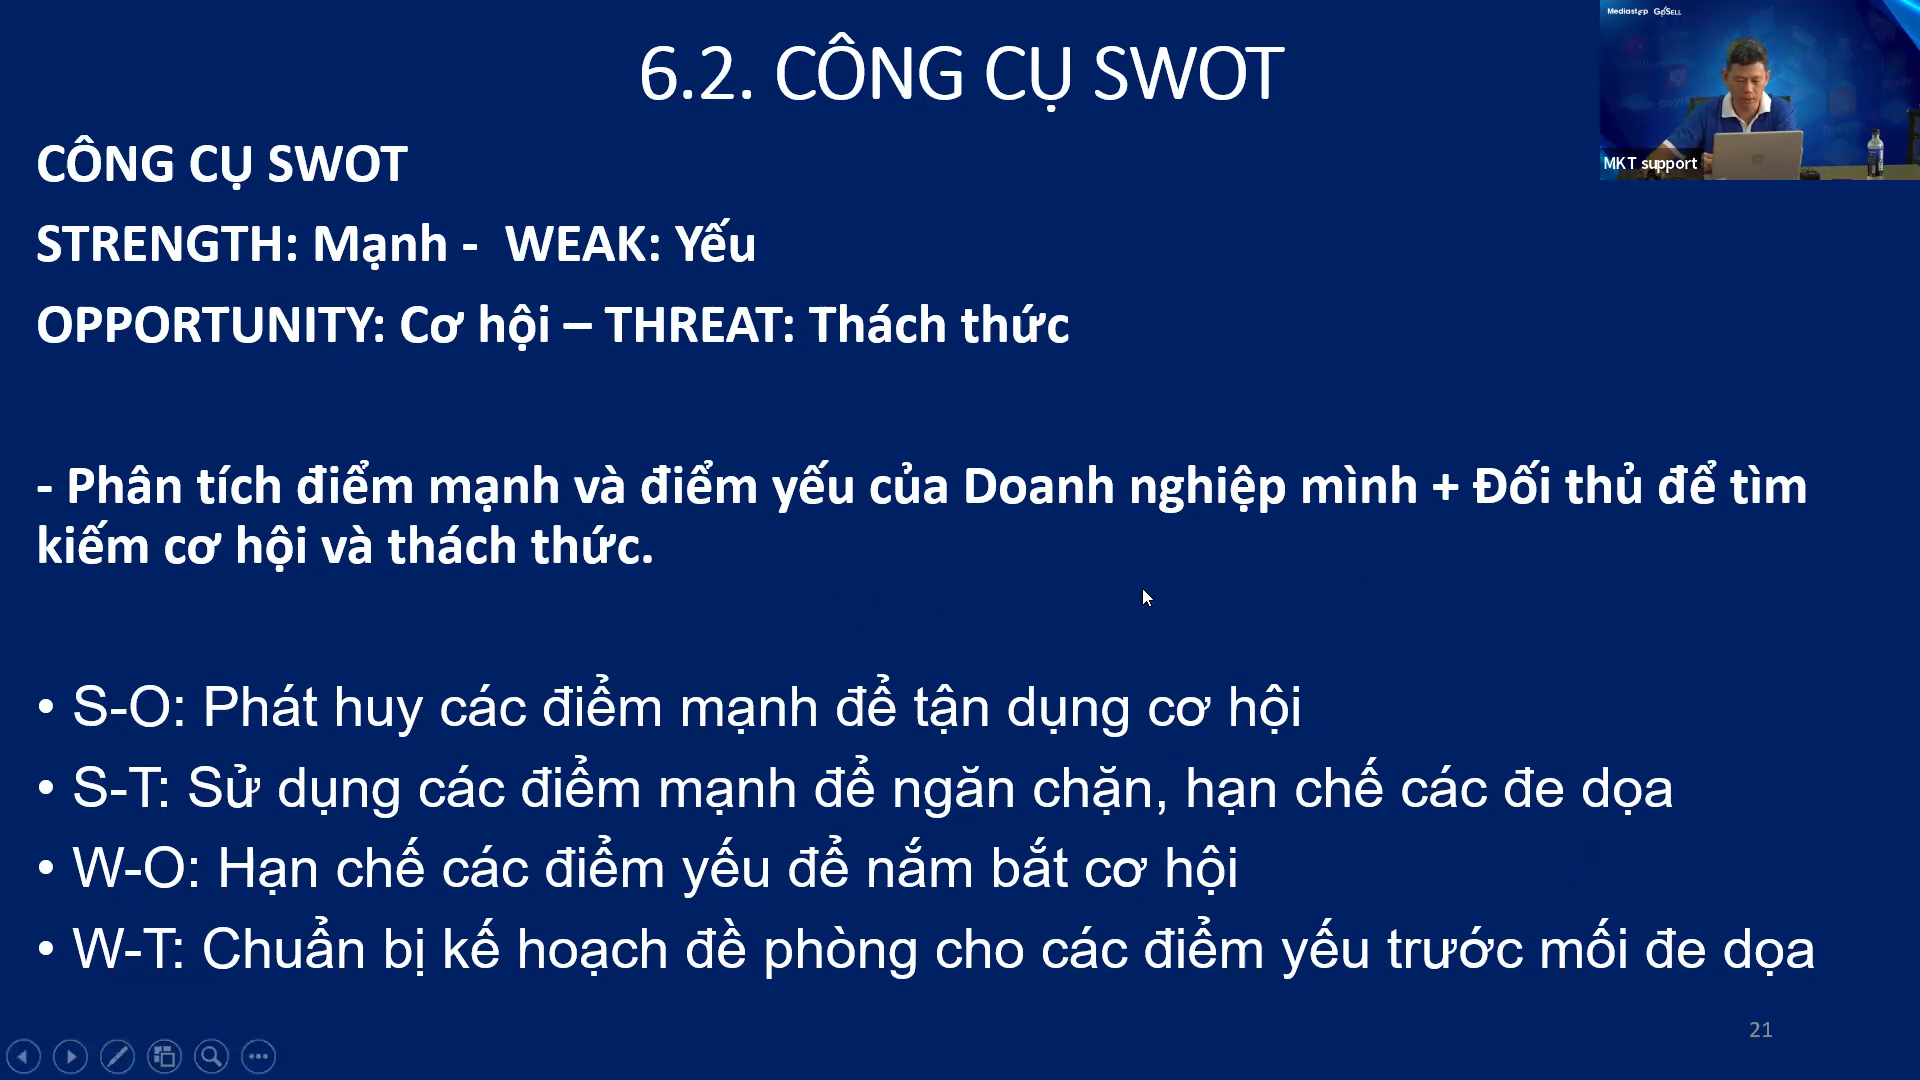 6.2. CÔNG CỤ SWOT
Mediastep GoSELL
MKT support
CÔNG CỤ SWOT
STRENGTH: Mạnh - WEAK: Yếu
OPPORTUNITY: Cơ hội – THREAT: Thách thức
- Phân tích điểm mạnh và điểm yếu của Doanh nghiệp mình + Đối thủ để tìm
kiếm cơ hội và thách thức.
• S-O: Phát huy các điểm mạnh để tận dụng cơ hội
• S-T: Sử dụng các điểm mạnh để ngăn chặn, hạn chế các đe dọa
• W-O: Hạn chế các điểm yếu để nắm bắt cơ hội
• W-T: Chuẩn bị kế hoạch đề phòng cho các điểm yếu trước mối đe dọa
21